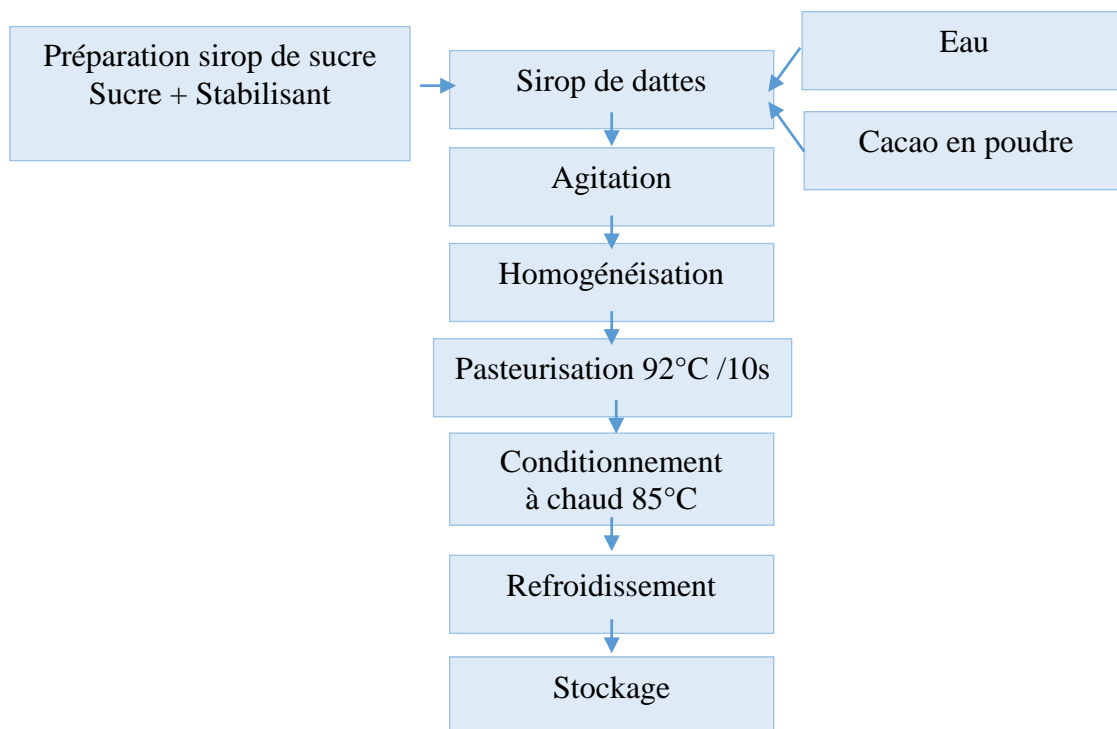 Préparation sirop de sucre
Sucre + Stabilisant
Sirop de dattes
Eau
Cacao en poudre
Agitation
Homogénéisation
Pasteurisation 92°C /10s
Conditionnement
à chaud 85°C
Refroidissement
Stockage